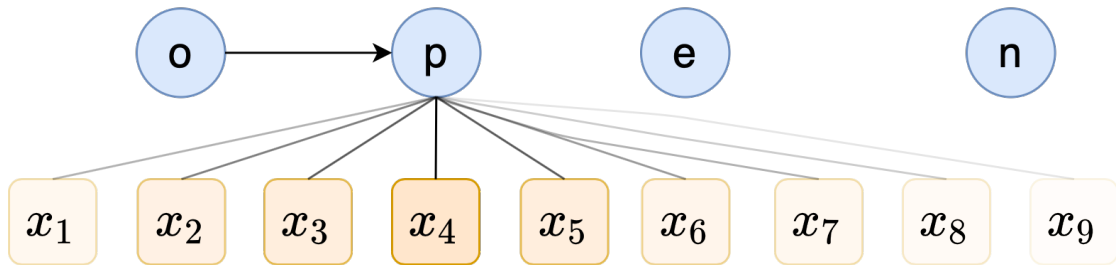 o p e n
x₁ x₂ x₃ x₄ x₅ x₆ x₇ x₈ x₉